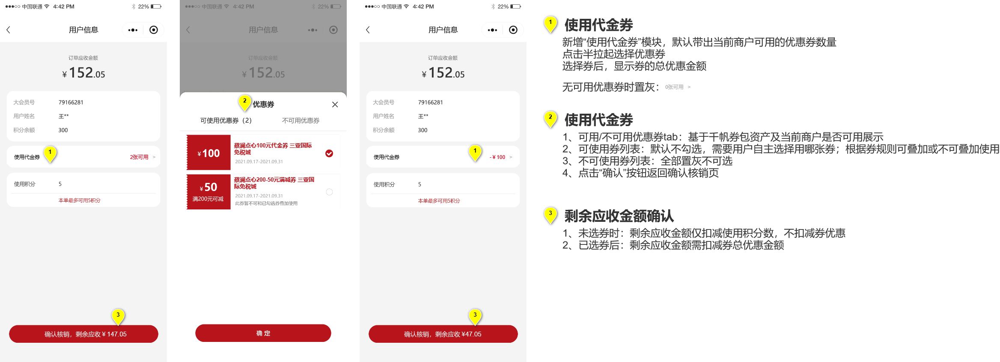 中国联通 4:42 PM 22%
用户信息
订单应收金额
¥152.05
大会员号 79166281
用户姓名 王**
积分余额 300
使用代金券 1 2张可用 >
使用积分 5
本单最多可用5积分
3
确认核销，剩余应收 ¥ 147.05
中国联通 4:42 PM 22%
用户信息
订单应收金额
¥152.05
2 优惠券
可使用优惠券（2） 不可用优惠券
¥100
蔡澜点心100元代金券 三亚国际
免税城
2021.09.17-2021.09.31
¥50
满200元可减
蔡澜点心200-50元满减券 三亚国
际免税城
2021.09.17-2021.09.31
此券暂不可和已勾选券叠加使用
确 定
中国联通 4:42 PM 22%
用户信息
订单应收金额
¥152.05
大会员号 79166281
用户姓名 王**
积分余额 300
使用代金券 1 -¥100 >
使用积分 5
本单最多可用5积分
3
确认核销，剩余应收 ¥47.05
1 使用代金券
新增“使用代金券”模块，默认带出当前商户可用的优惠券数量
点击半拉起选择优惠券
选择券后，显示券的总优惠金额
无可用优惠券时置灰： 0张可用 >
2 使用代金券
1、可用/不可用优惠券tab：基于千帆券包资产及当前商户是否可用展示
2、可使用券列表：默认不勾选，需要用户自主选择用哪张券；根据券规则可叠加或不可叠加使用
3、不可使用券列表：全部置灰不可选
4、点击“确认”按钮返回确认核销页
3 剩余应收金额确认
1、未选券时：剩余应收金额仅扣减使用积分数，不扣减券优惠
2、已选券后：剩余应收金额需扣减券总优惠金额